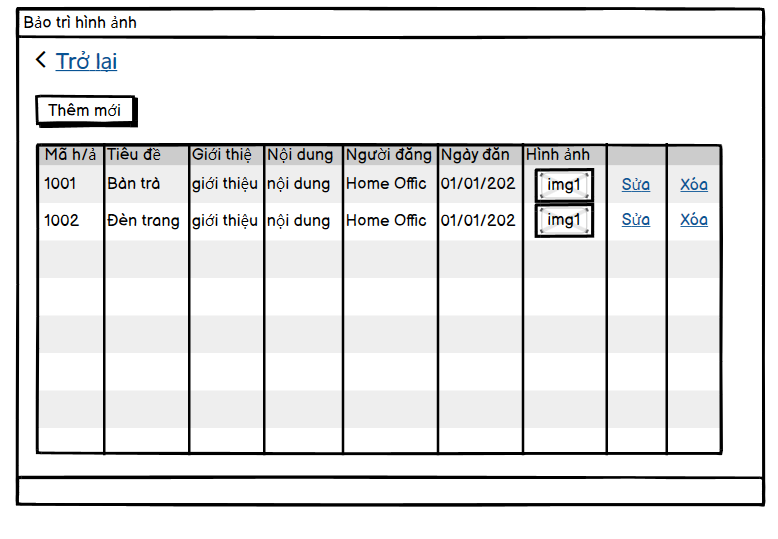 Bảo trì hình ảnh
Trở lại
Thêm mới
Mã h/ả Tiêu đề Giới thiệ Nội dung Người đăng Ngày đăn Hình ảnh
1001 Bàn trà giới thiệu nội dung Home Offic 01/01/202 img1 Sửa Xóa
1002 Đèn trang giới thiệu nội dung Home Offic 01/01/202 img1 Sửa Xóa